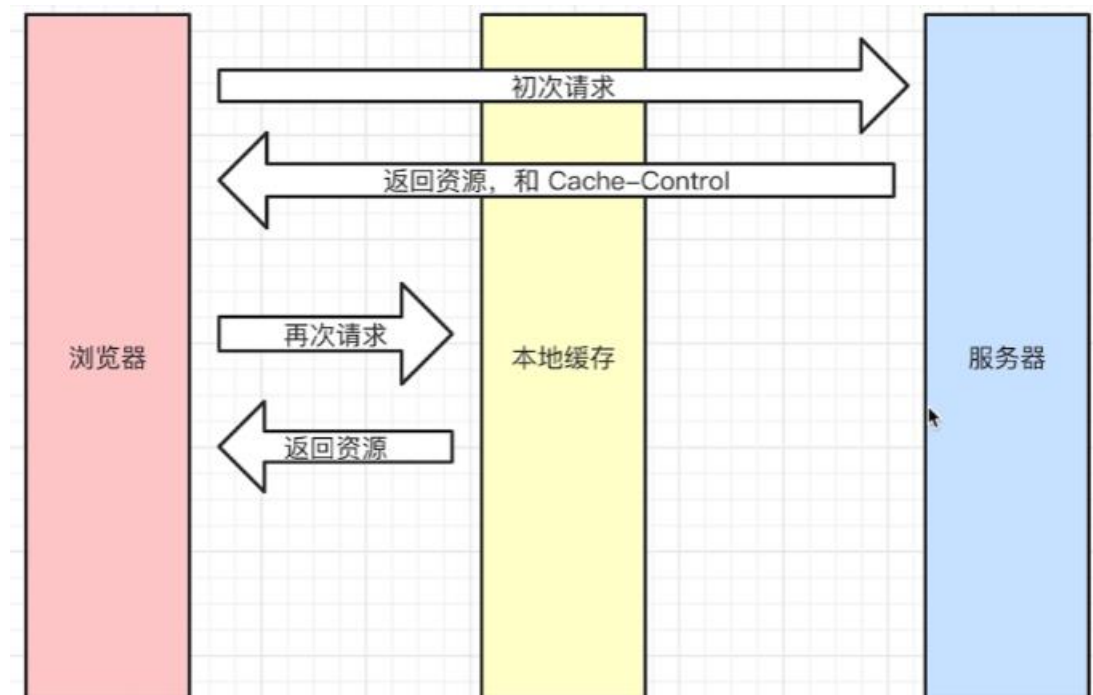 初次请求
返回资源，和 Cache-Control
再次请求
浏览器
本地缓存
服务器
返回资源